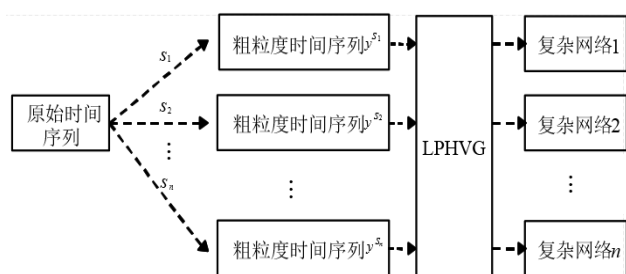 s₁
粗粒度时间序列y^{s₁}
复杂网络1
s₂
粗粒度时间序列y^{s₂}
复杂网络2
原始时间
序列
LPHVG
⋮
⋮
⋮
sₙ
粗粒度时间序列y^{sₙ}
复杂网络n